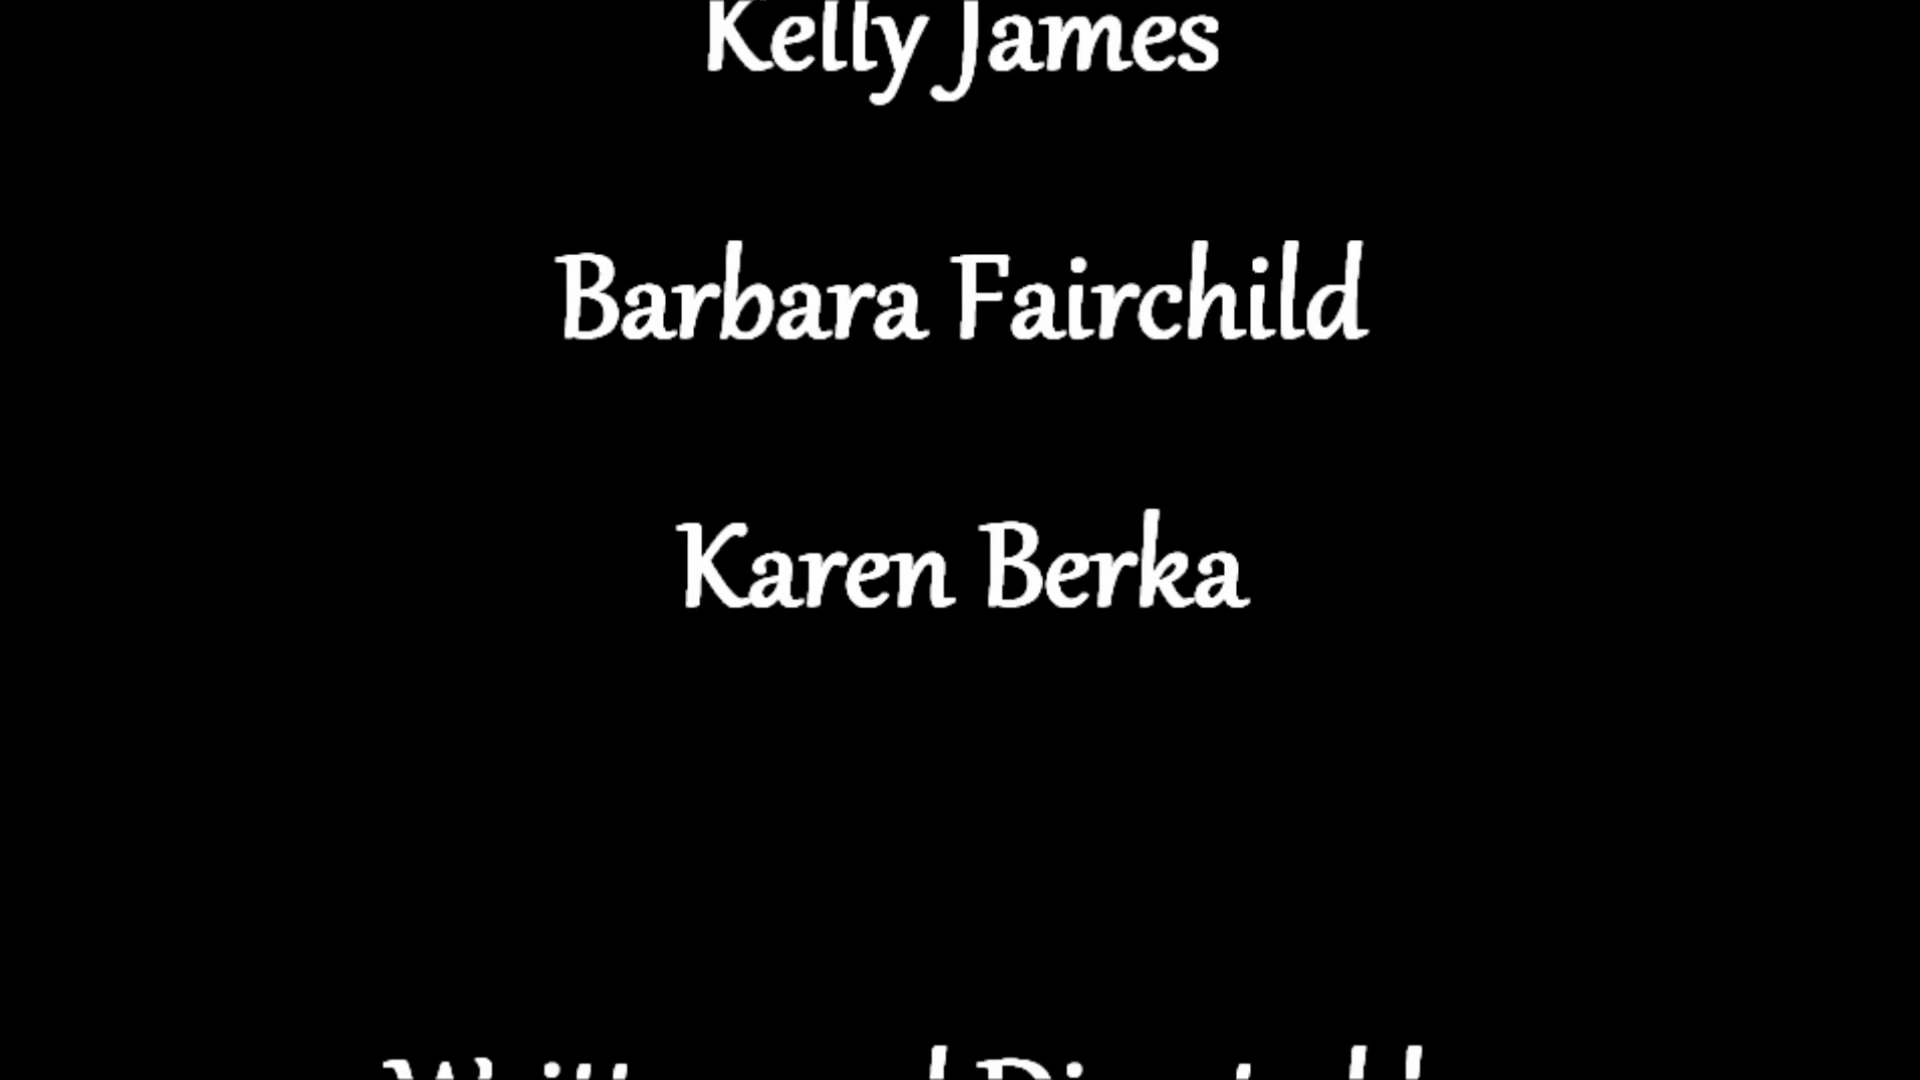 Kelly James
Barbara Fairchild
Karen Berka